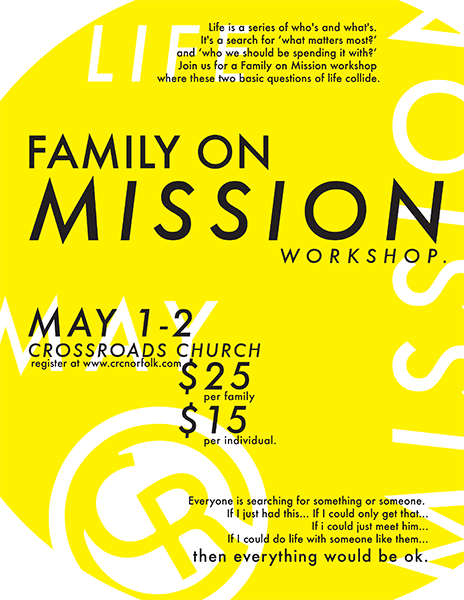 LIFE
Life is a series of who's and what's.
It's a search for 'what matters most?'
and 'who we should be spending it with?'
Join us for a Family on Mission workshop
where these two basic questions of life collide.
FAMILY ON
MISSION
WORKSHOP.
MISSION
MAY
MAY 1-2
CROSSROADS CHURCH
register at www.crcnorfolk.com
$25
per family
$15
per individual.
CR
Everyone is searching for something or someone.
If I just had this... If I could only get that...
If i could just meet him...
If I could do life with someone like them...
then everything would be ok.